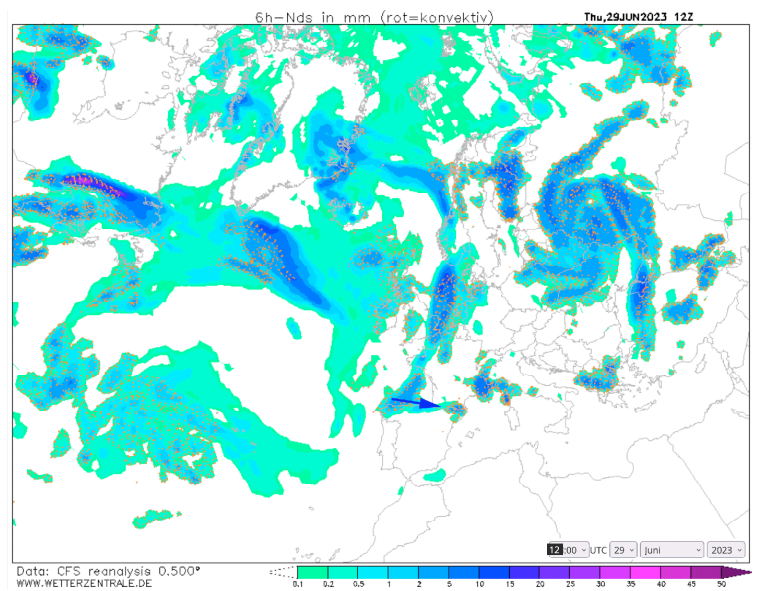 6h-Nds in mm (rot=konvektiv)
Thu,29JUN2023 12Z
12:00 UTC 29 Juni 2023
Data: CFS reanalysis 0.500°
WWW.WETTERZENTRALE.DE
0.1 0.2 0.5 1 2 5 10 15 20 25 30 35 40 45 50